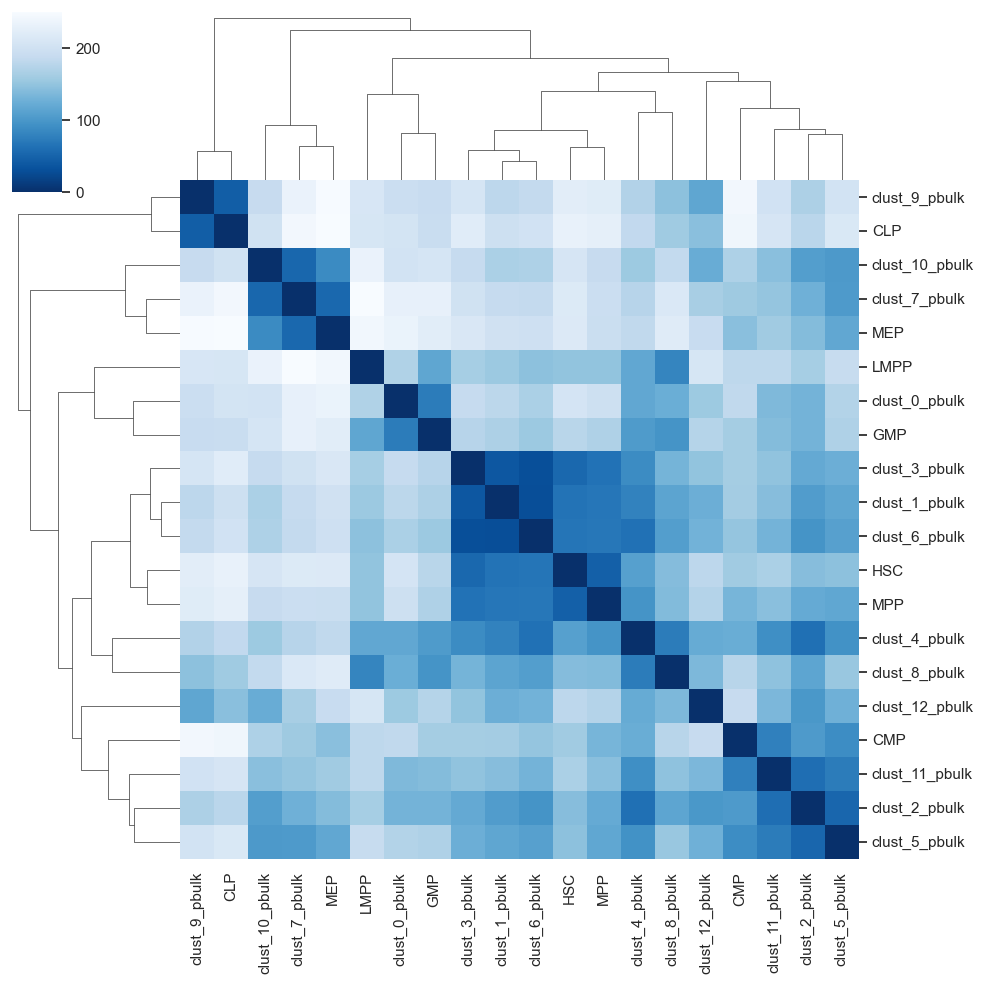 200
100
0
clust_9_pbulk
CLP
clust_10_pbulk
clust_7_pbulk
MEP
LMPP
clust_0_pbulk
GMP
clust_3_pbulk
clust_1_pbulk
clust_6_pbulk
HSC
MPP
clust_4_pbulk
clust_8_pbulk
clust_12_pbulk
CMP
clust_11_pbulk
clust_2_pbulk
clust_5_pbulk
clust_9_pbulk
CLP
clust_10_pbulk
clust_7_pbulk
MEP
LMPP
clust_0_pbulk
GMP
clust_3_pbulk
clust_1_pbulk
clust_6_pbulk
HSC
MPP
clust_4_pbulk
clust_8_pbulk
clust_12_pbulk
CMP
clust_11_pbulk
clust_2_pbulk
clust_5_pbulk